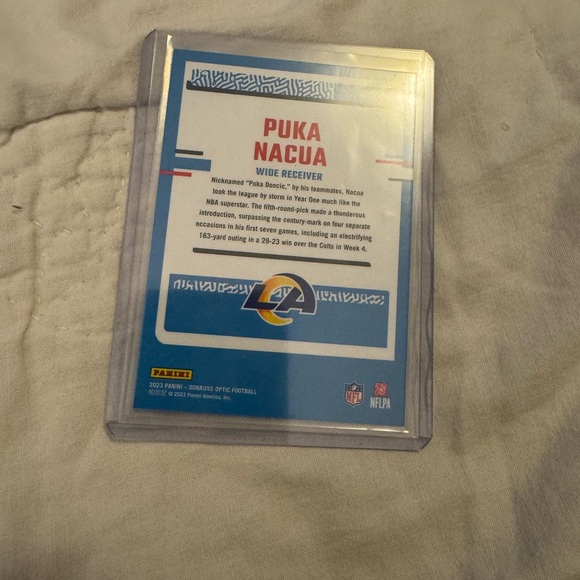 PUKA
NACUA
WIDE RECEIVER
Nicknamed "Puka Doncic," by his teammates, Nacua
took the league by storm in Year One much like the
NBA superstar. The fifth-round-pick made a thunderous
introduction, surpassing the century-mark on four separate
occasions in his first seven games, including an electrifying
163-yard outing in a 29-23 win over the Colts in Week 4.
LA
PANINI
2023 PANINI – DONRUSS OPTIC FOOTBALL
© 2023 Panini America, Inc.
NFL
NFLPA